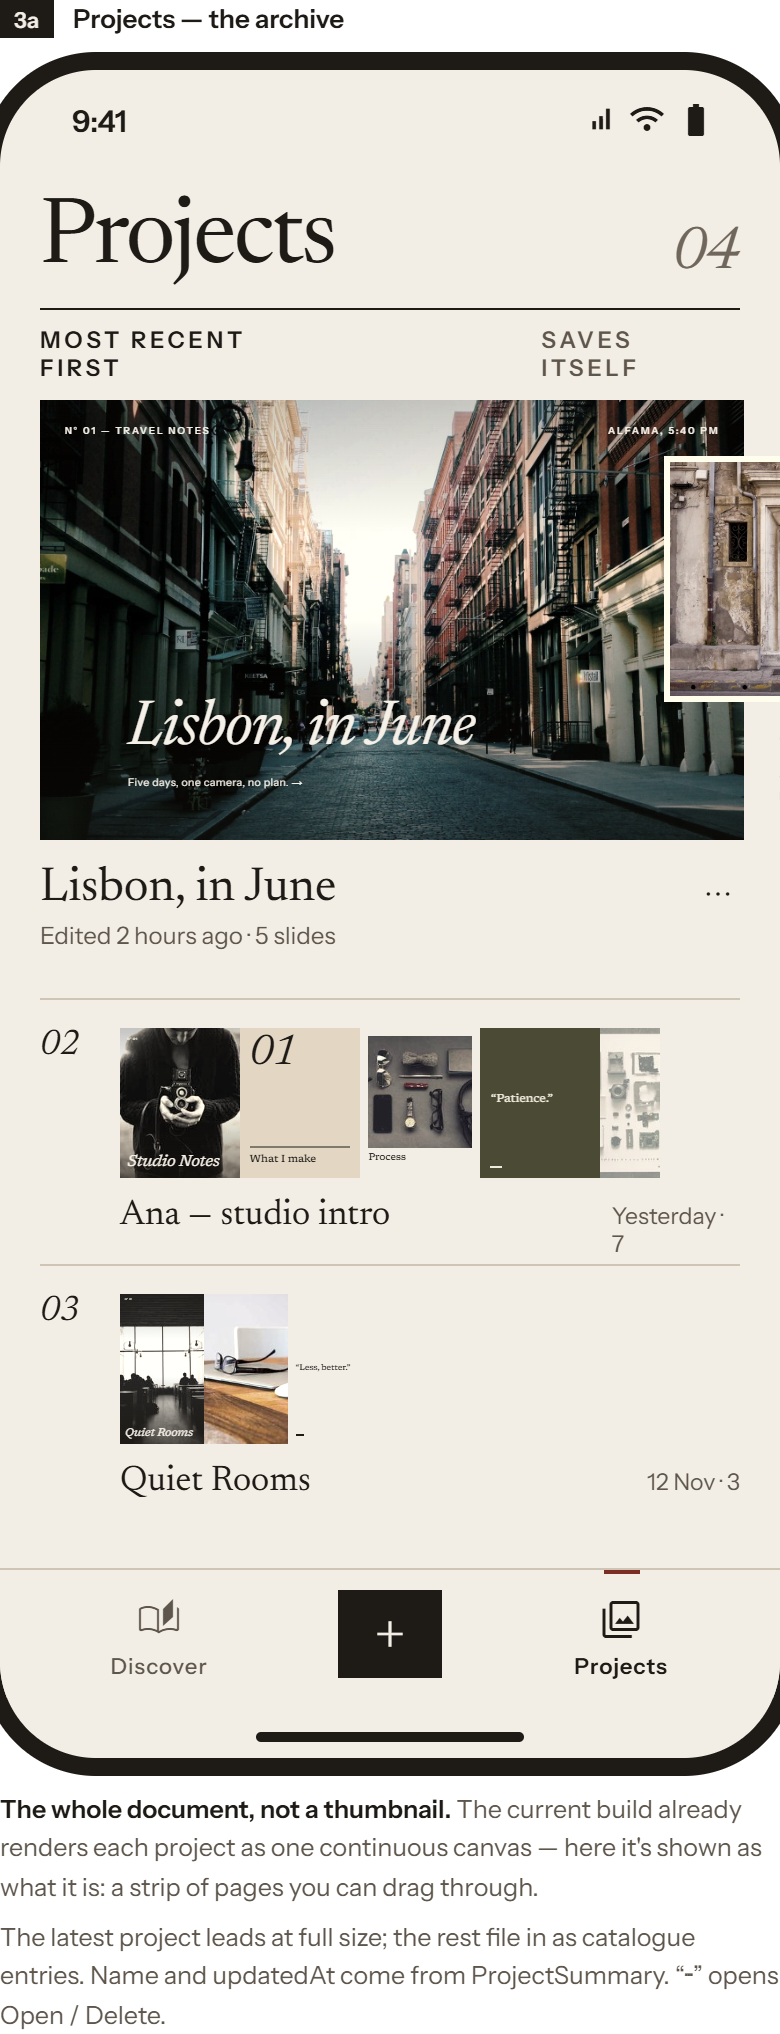 3a Projects — the archive
9:41
Projects
04
MOST RECENT FIRST
SAVES ITSELF
N° 01 — TRAVEL NOTES
ALFAMA, 5:40 PM
Lisbon, in June
Five days, one camera, no plan. →
Lisbon, in June
...
Edited 2 hours ago · 5 slides
02
Studio Notes
01
What I make
Process
“Patience.”
Ana — studio intro
Yesterday · 7
03
Quiet Rooms
“Less, better.”
Quiet Rooms
12 Nov · 3
Discover
+
Projects
The whole document, not a thumbnail. The current build already
renders each project as one continuous canvas — here it's shown as
what it is: a strip of pages you can drag through.
The latest project leads at full size; the rest file in as catalogue
entries. Name and updatedAt come from ProjectSummary. “-” opens
Open / Delete.